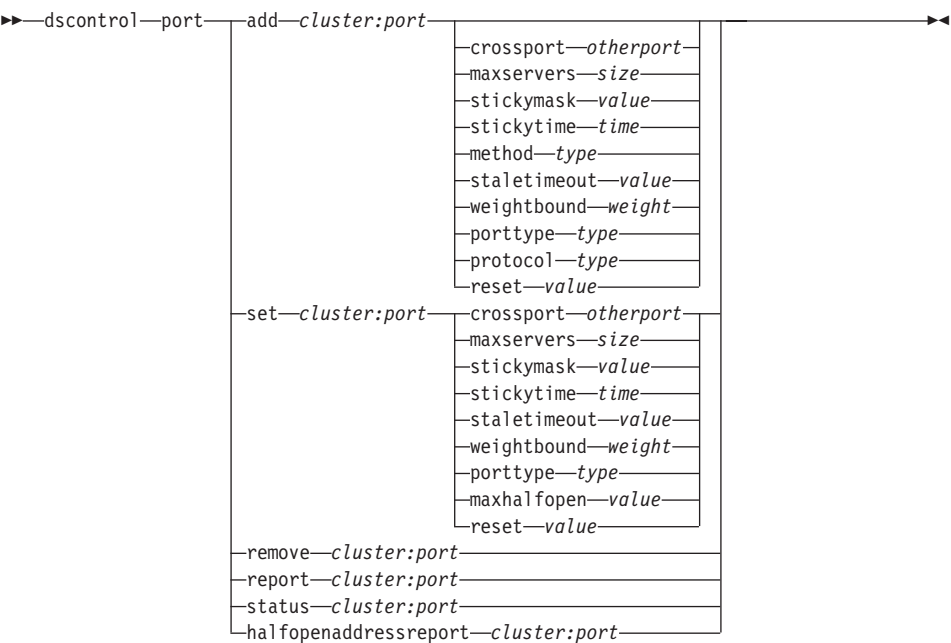 dscontrol port add cluster:port
crossport otherport
maxservers size
stickymask value
stickytime time
method type
staletimeout value
weightbound weight
porttype type
protocol type
reset value
set cluster:port crossport otherport
maxservers size
stickymask value
stickytime time
staletimeout value
weightbound weight
porttype type
maxhalfopen value
reset value
remove cluster:port
report cluster:port
status cluster:port
halfopenaddressreport cluster:port